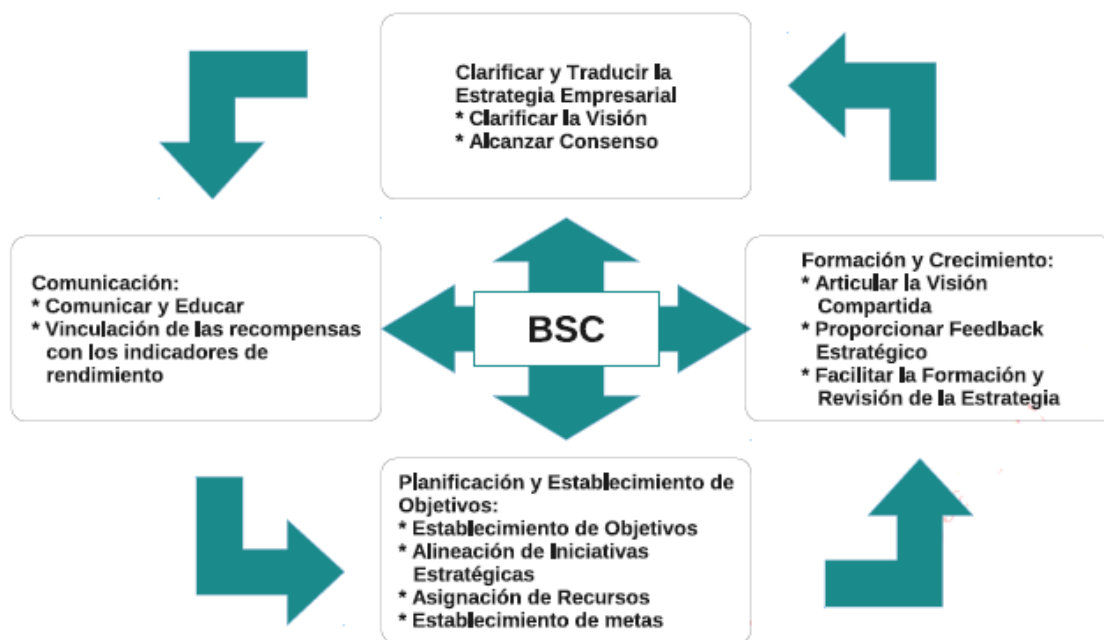 Clarificar y Traducir la
Estrategia Empresarial
* Clarificar la Visión
* Alcanzar Consenso
Comunicación:
* Comunicar y Educar
* Vinculación de las recompensas
con los indicadores de
rendimiento
BSC
Formación y Crecimiento:
* Articular la Visión
Compartida
* Proporcionar Feedback
Estratégico
* Facilitar la Formación y
Revisión de la Estrategia
Planificación y Establecimiento de
Objetivos:
* Establecimiento de Objetivos
* Alineación de Iniciativas
Estratégicas
* Asignación de Recursos
* Establecimiento de metas